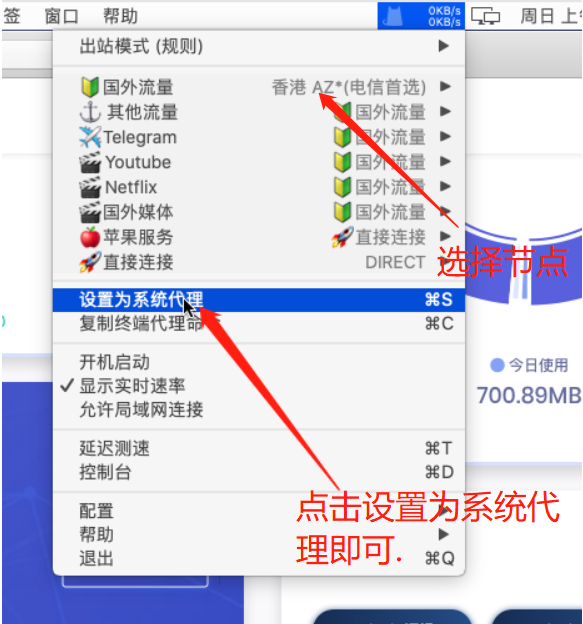 签 窗口 帮助 0KB/s 周日 上午
0KB/s
出站模式 (规则)
国外流量 香港 AZ*(电信首选)
其他流量 国外流量
Telegram 国外流量
Youtube 国外流量
Netflix 国外流量
国外媒体 国外流量
苹果服务 直接连接
直接连接 DIRECT
选择节点
设置为系统代理 ⌘S
复制终端代理命 ⌘C
开机启动
✓显示实时速率
允许局域网连接
今日使用
700.89MB
延迟测速 ⌘T
控制台 ⌘D
配置
帮助
退出 ⌘Q
点击设置为系统代
理即可.